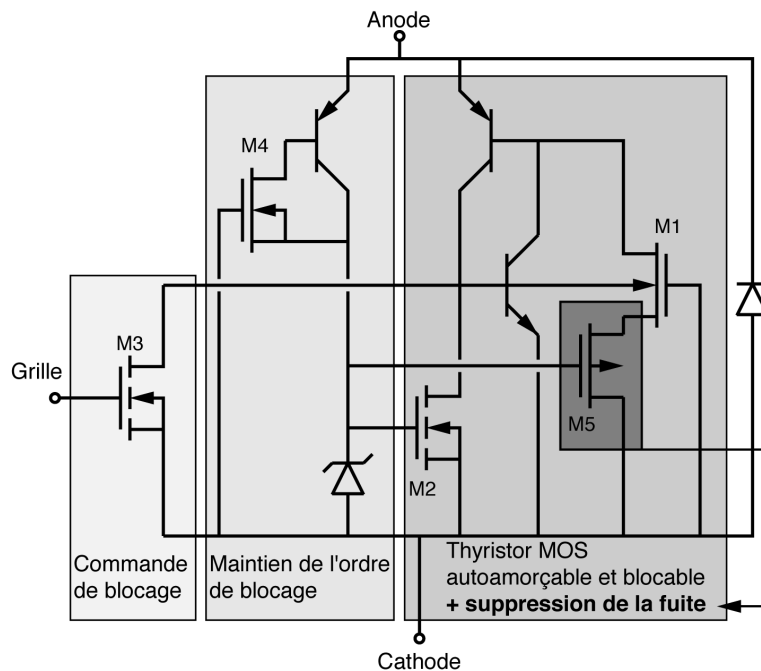 Anode
M4
M1
M3
Grille
M5
M2
Commande
de blocage
Maintien de l'ordre
de blocage
Thyristor MOS
autoamorçable et blocable
+ suppression de la fuite
Cathode